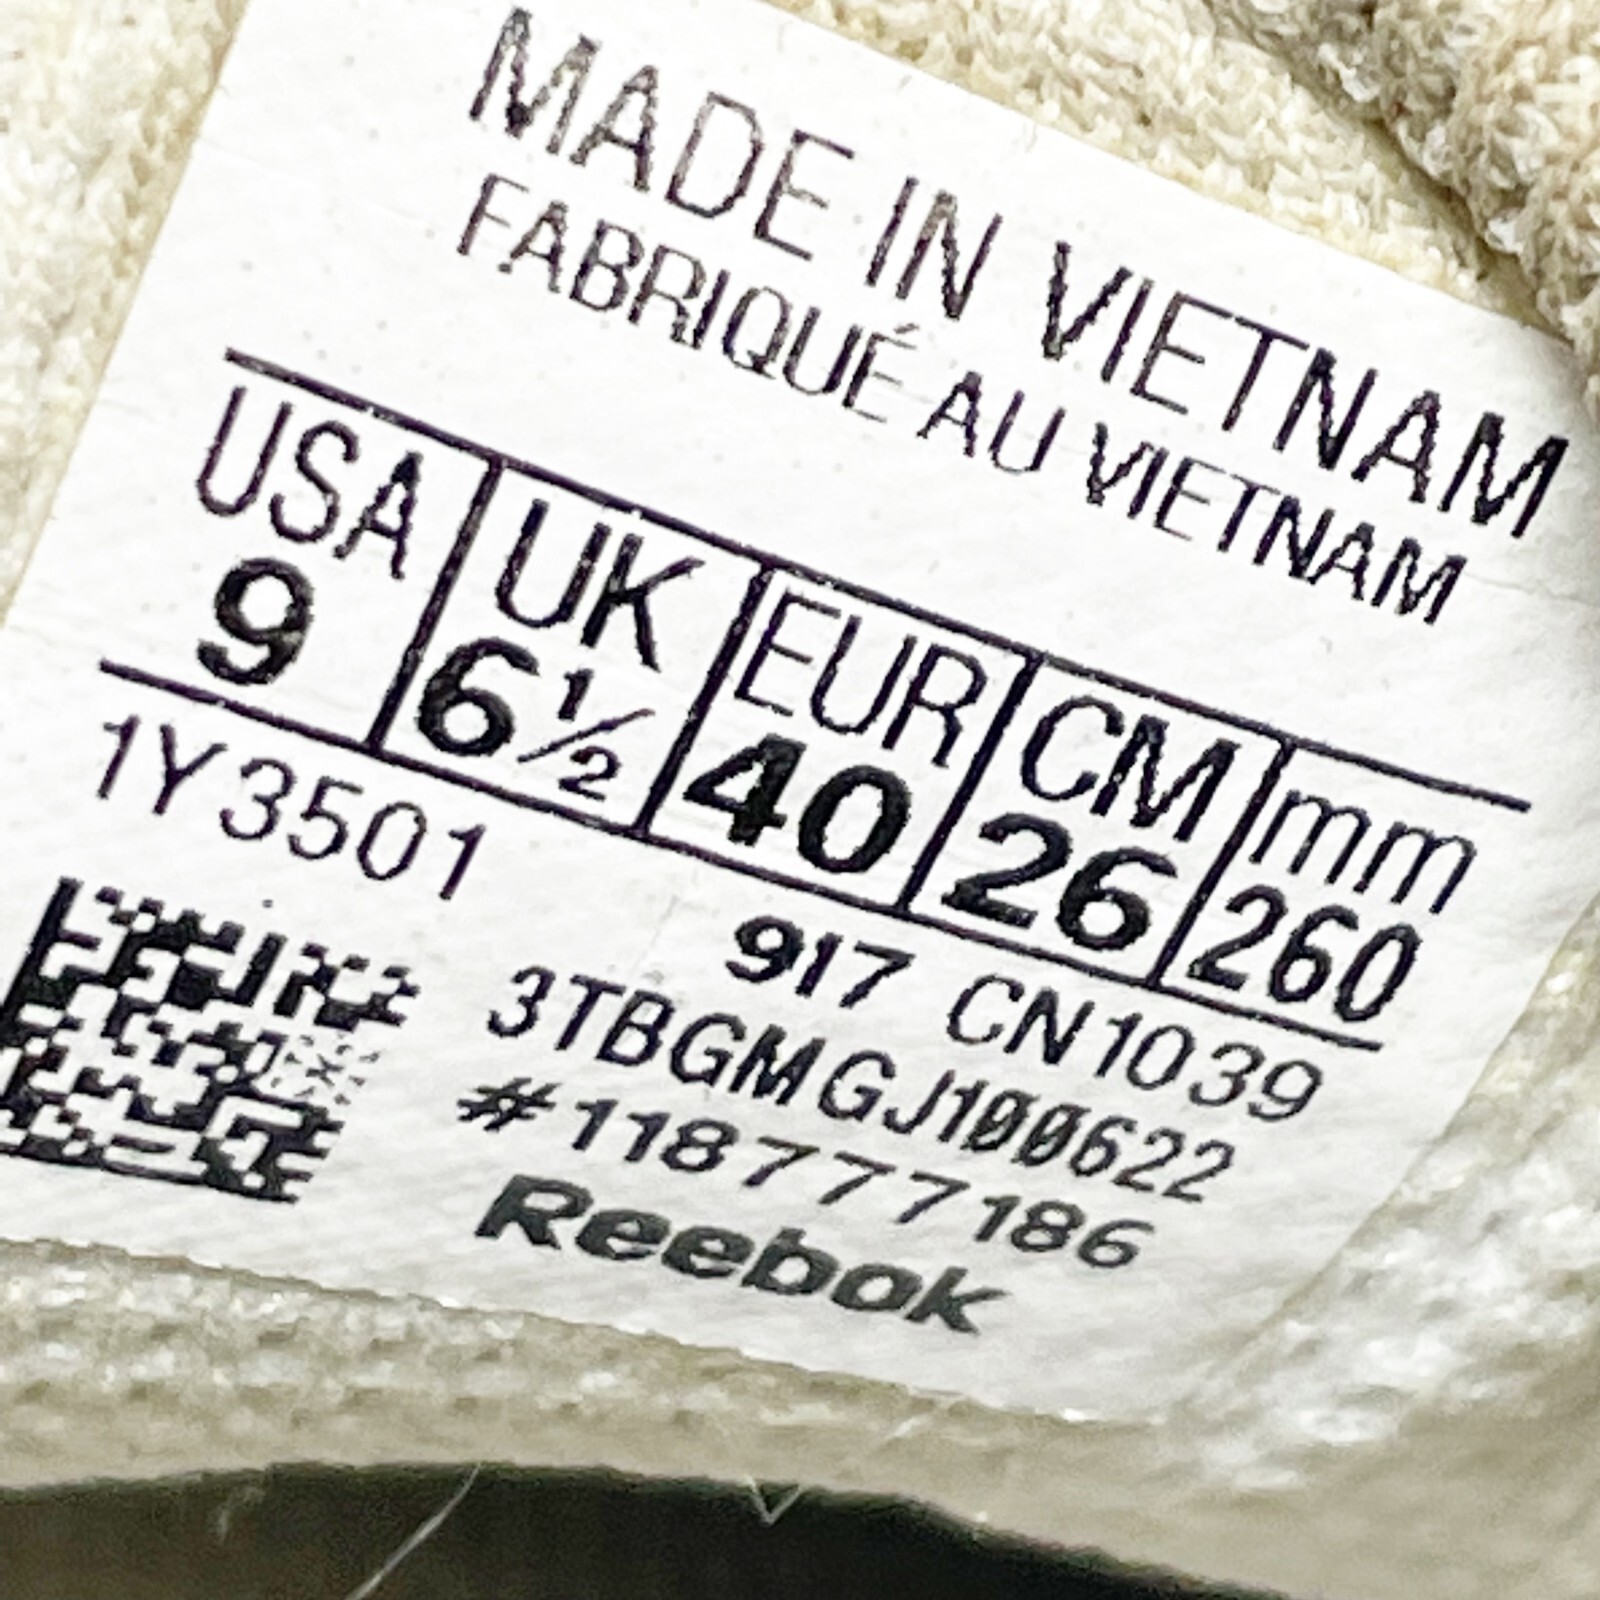 MADE IN VIETNAM
FABRIQUÉ AU VIETNAM
USA UK EUR CM mm
9 6½ 40 26 260
1Y3501
917 CN1039
3TBGMGJ100622
#118777186
Reebok